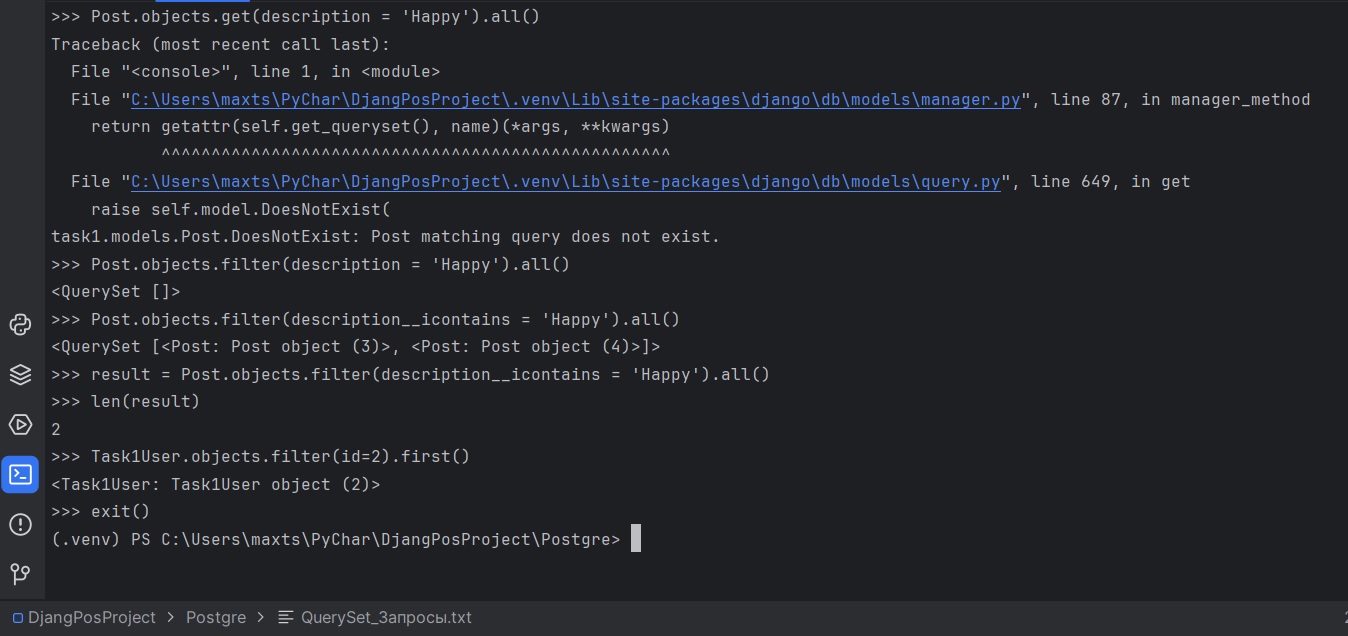 >>> Post.objects.get(description = 'Happy').all()
Traceback (most recent call last):
  File "<console>", line 1, in <module>
  File "C:\Users\maxts\PyChar\DjangPosProject\.venv\Lib\site-packages\django\db\models\manager.py", line 87, in manager_method
    return getattr(self.get_queryset(), name)(*args, **kwargs)
           ^^^^^^^^^^^^^^^^^^^^^^^^^^^^^^^^^^^^^^^^^^^^^^^^^^^
  File "C:\Users\maxts\PyChar\DjangPosProject\.venv\Lib\site-packages\django\db\models\query.py", line 649, in get
    raise self.model.DoesNotExist(
task1.models.Post.DoesNotExist: Post matching query does not exist.
>>> Post.objects.filter(description = 'Happy').all()
<QuerySet []>
>>> Post.objects.filter(description__icontains = 'Happy').all()
<QuerySet [<Post: Post object (3)>, <Post: Post object (4)>]>
>>> result = Post.objects.filter(description__icontains = 'Happy').all()
>>> len(result)
2
>>> Task1User.objects.filter(id=2).first()
<Task1User: Task1User object (2)>
>>> exit()
(.venv) PS C:\Users\maxts\PyChar\DjangPosProject\Postgre>
DjangPosProject > Postgre > QuerySet_Запросы.txt